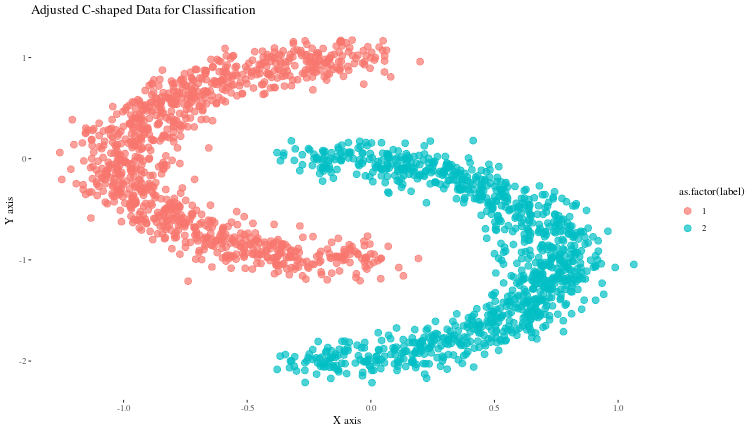 Adjusted C-shaped Data for Classification
1
0
-1
-2
Y axis
-1.0
-0.5
0.0
0.5
1.0
X axis
as.factor(label)
1
2